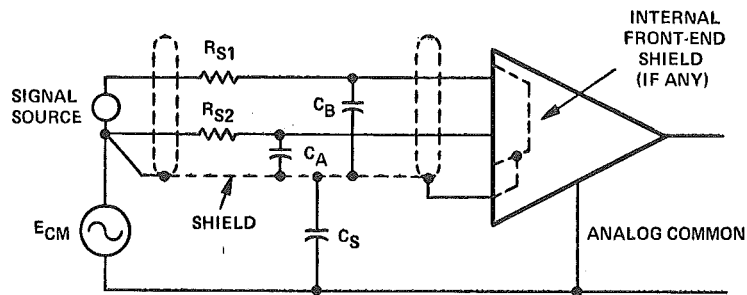 INTERNAL
FRONT-END
SHIELD
(IF ANY)
RS1
SIGNAL
SOURCE
RS2
CB
CA
SHIELD
ECM
CS
ANALOG COMMON